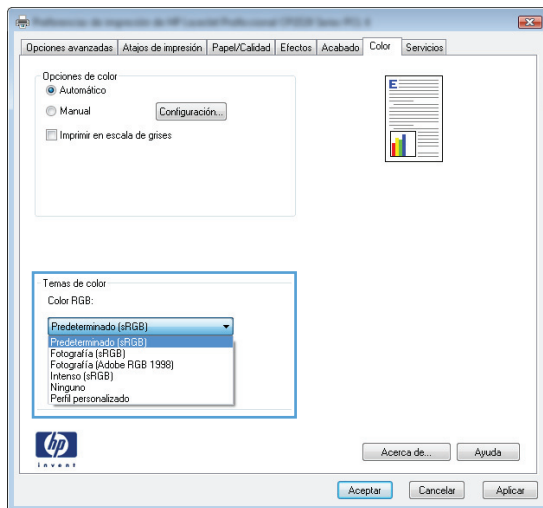 Opciones avanzadas Atajos de impresión Papel/Calidad Efectos Acabado Color Servicios
Opciones de color
Automático
Manual
Configuración...
Imprimir en escala de grises
E
Temas de color
Color RGB:
Predeterminado (sRGB)
Predeterminado (sRGB)
Fotografía (sRGB)
Fotografía (Adobe RGB 1998)
Intenso (sRGB)
Ninguno
Perfil personalizado
hp
invent
Acerca de... Ayuda
Aceptar Cancelar Aplicar